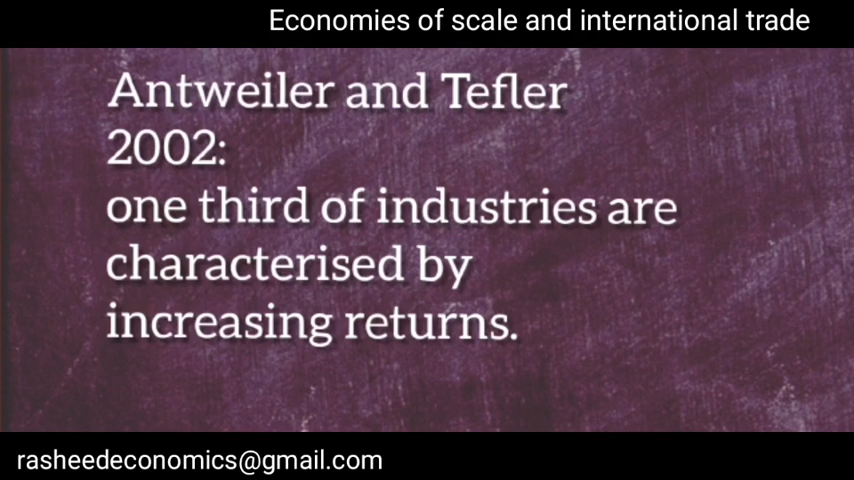 Economies of scale and international trade
Antweiler and Tefler
2002:
one third of industries are
characterised by
increasing returns.
rasheedeconomics@gmail.com